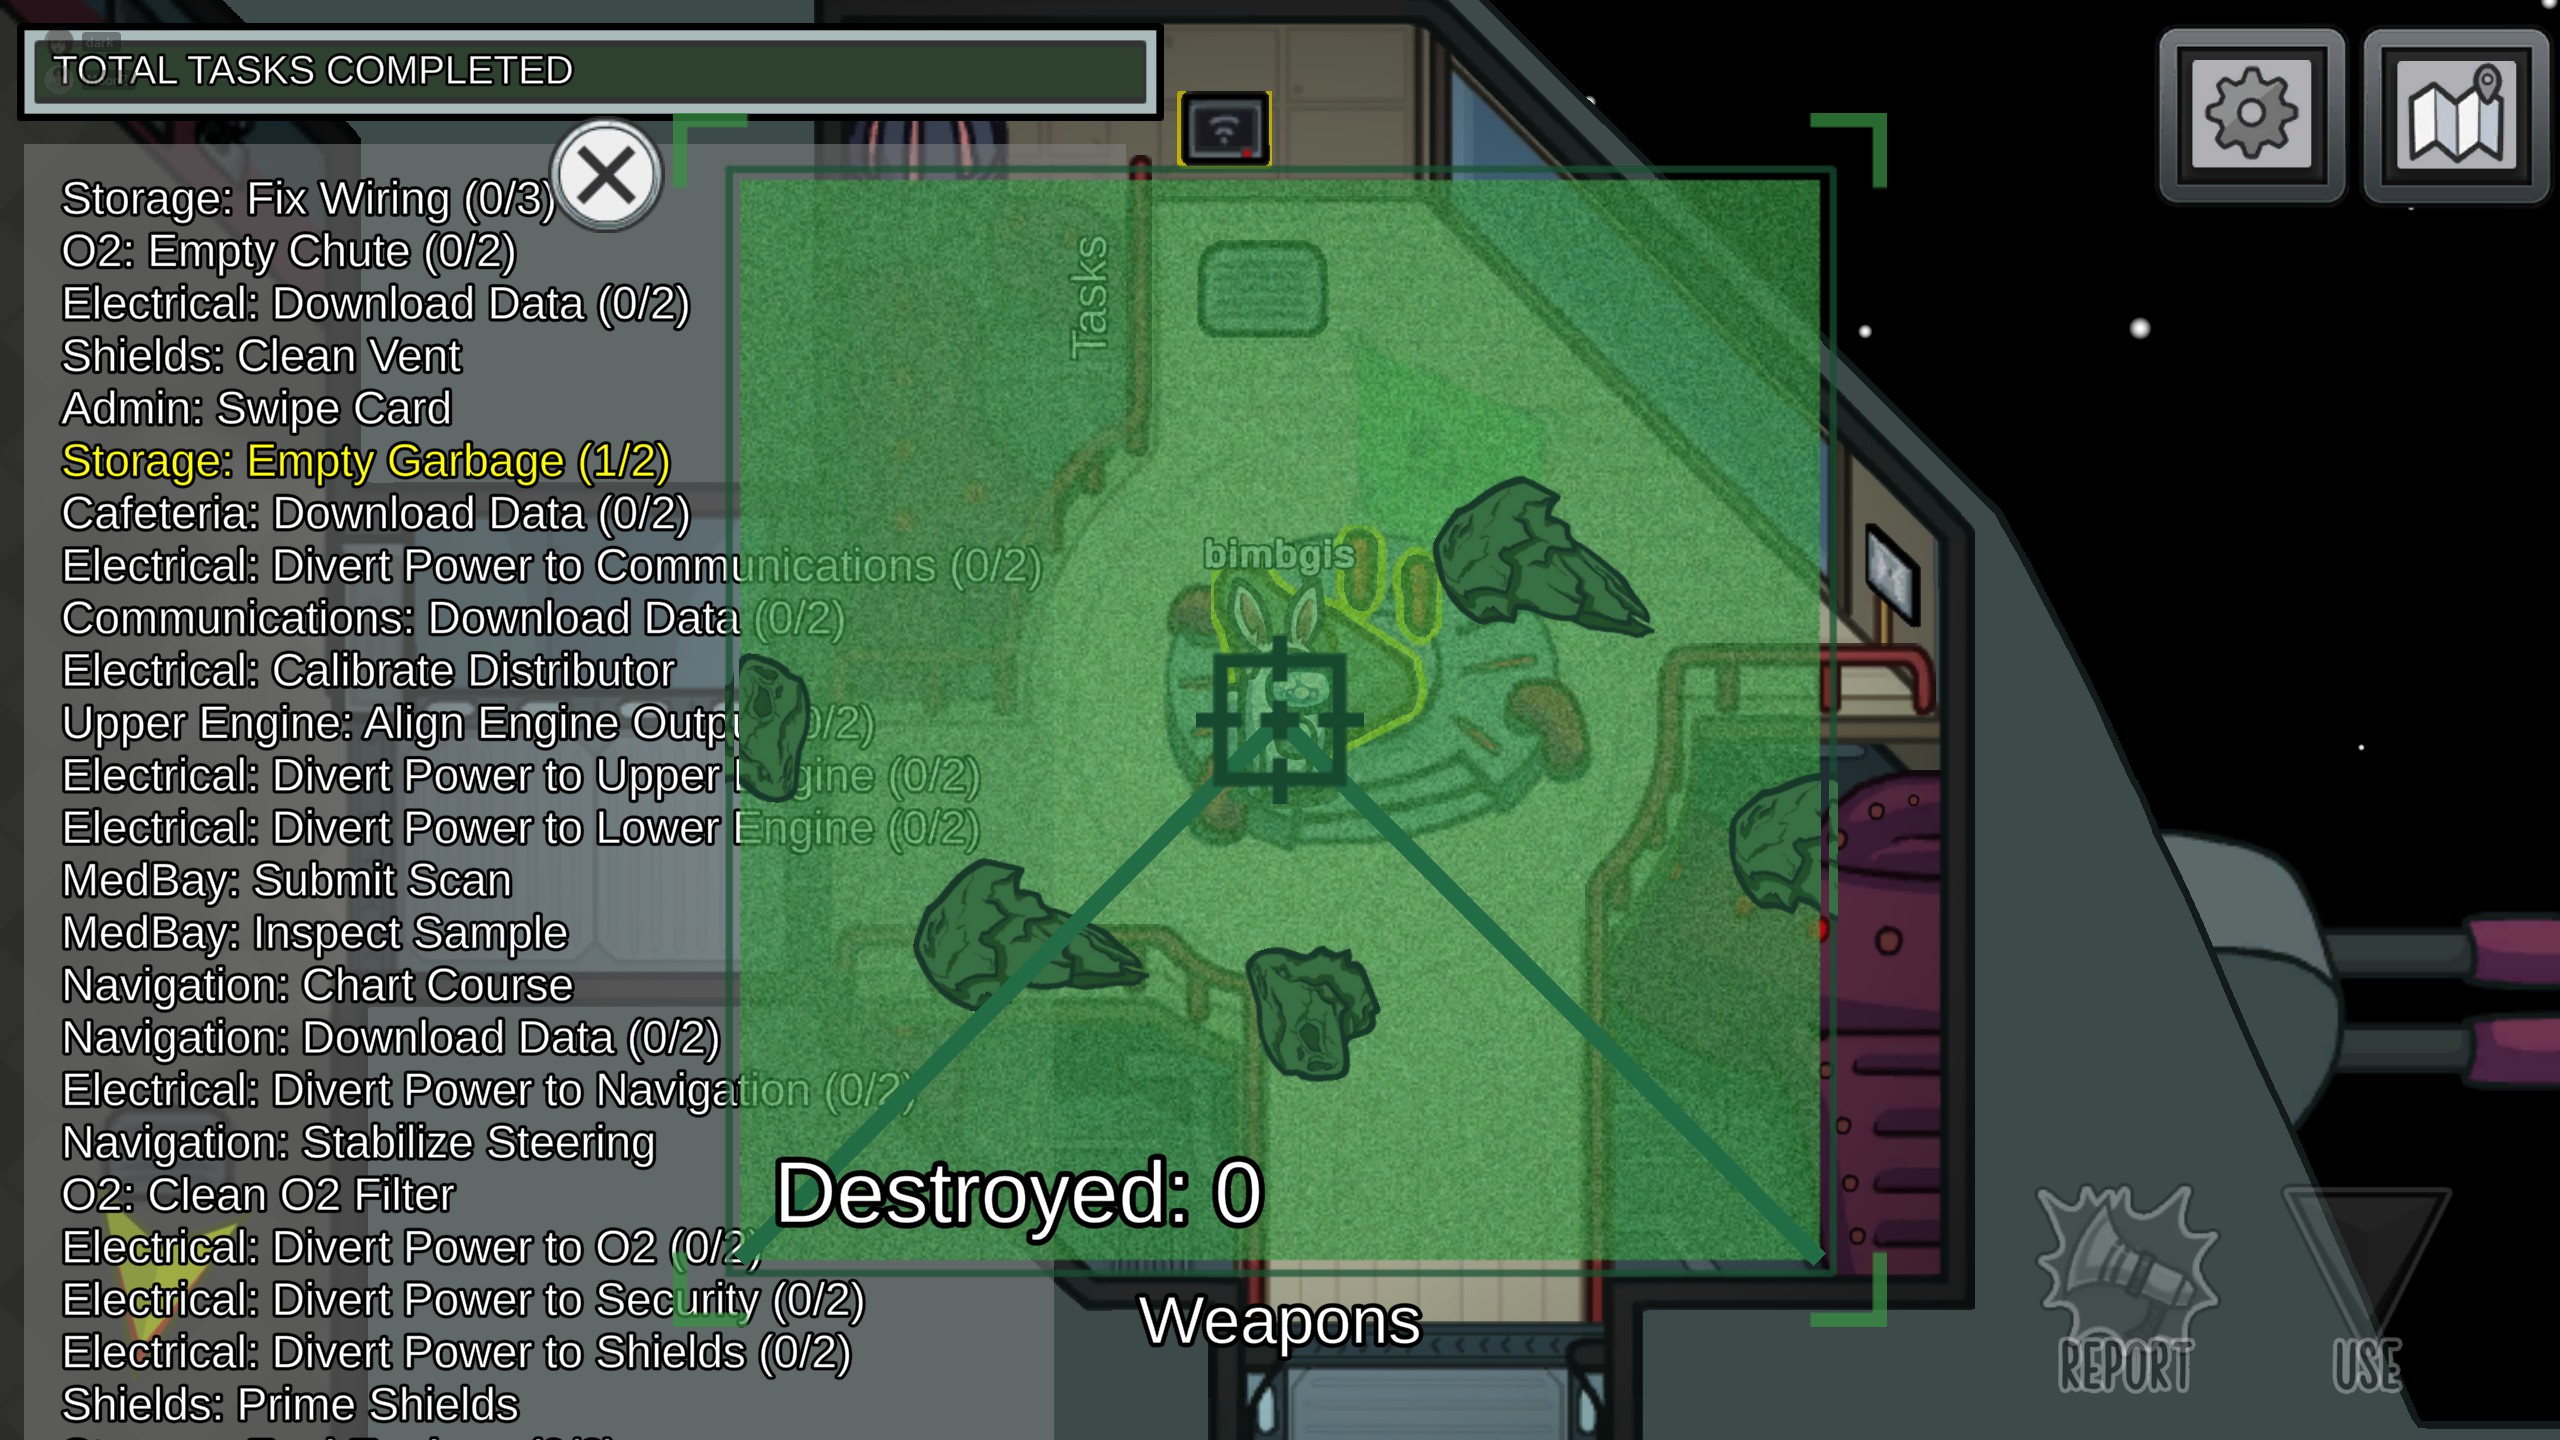 dark
TOTAL TASKS COMPLETED
Storage: Fix Wiring (0/3)
O2: Empty Chute (0/2)
Electrical: Download Data (0/2)
Shields: Clean Vent
Admin: Swipe Card
Storage: Empty Garbage (1/2)
Cafeteria: Download Data (0/2)
Electrical: Divert Power to Communications (0/2)
Communications: Download Data (0/2)
Electrical: Calibrate Distributor
Upper Engine: Align Engine Output (0/2)
Electrical: Divert Power to Upper Engine (0/2)
Electrical: Divert Power to Lower Engine (0/2)
MedBay: Submit Scan
MedBay: Inspect Sample
Navigation: Chart Course
Navigation: Download Data (0/2)
Electrical: Divert Power to Navigation (0/2)
Navigation: Stabilize Steering
O2: Clean O2 Filter
Electrical: Divert Power to O2 (0/2)
Electrical: Divert Power to Security (0/2)
Electrical: Divert Power to Shields (0/2)
Shields: Prime Shields
Tasks
bimbgis
Destroyed: 0
Weapons
REPORT
USE